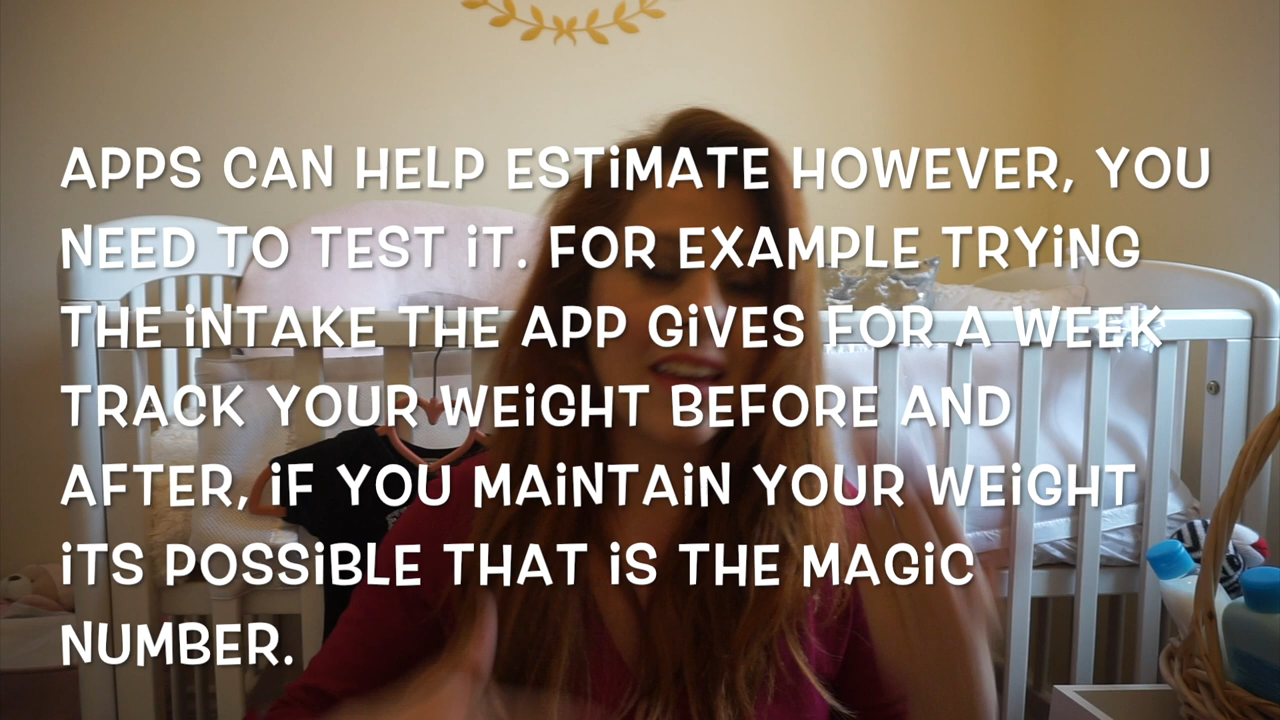 APPS CAN HELP ESTiMATE HOWEVER, YOU
NEED TO TEST iT. FOR EXAMPLE TRYiNG
THE iNTAKE THE APP GiVES FOR A WEEK
TRACK YOUR WEiGHT BEFORE AND
AFTER, iF YOU MAiNTAiN YOUR WEiGHT
iTS POSSiBLE THAT iS THE MAGiC
NUMBER.